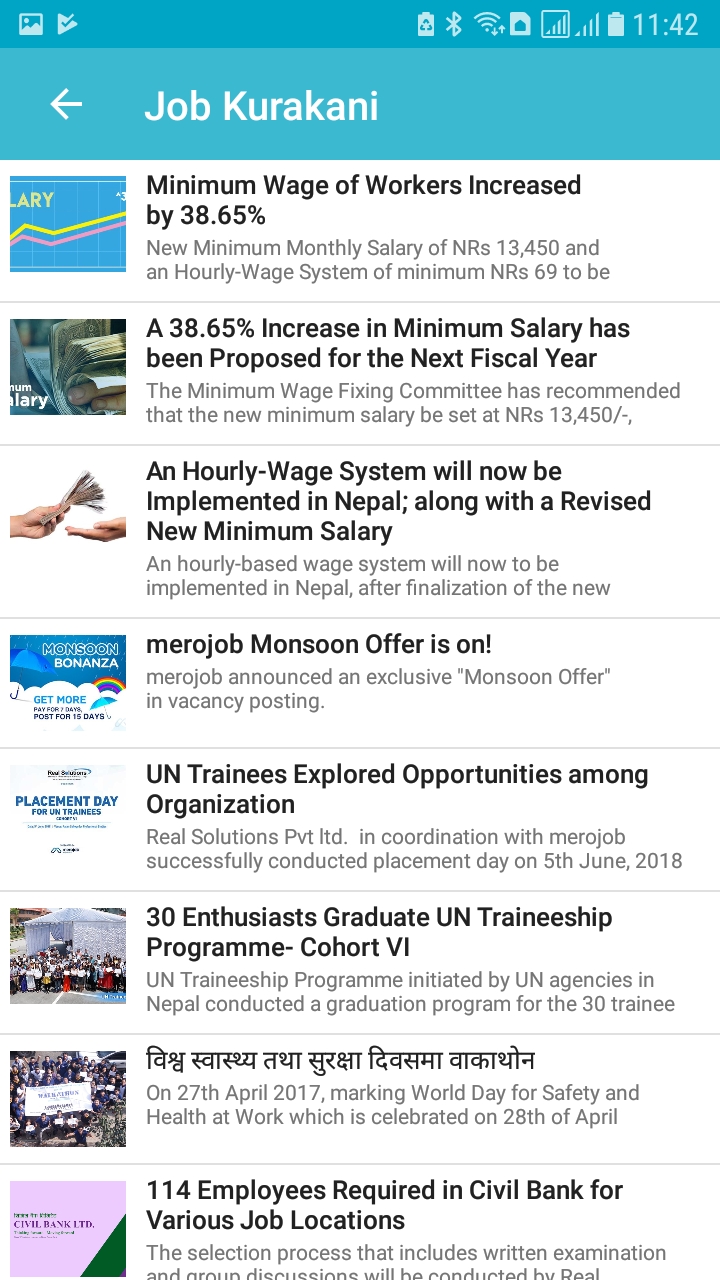 11:42
Job Kurakani
LARY
Minimum Wage of Workers Increased
by 38.65%
New Minimum Monthly Salary of NRs 13,450 and
an Hourly-Wage System of minimum NRs 69 to be
num
alary
A 38.65% Increase in Minimum Salary has
been Proposed for the Next Fiscal Year
The Minimum Wage Fixing Committee has recommended
that the new minimum salary be set at NRs 13,450/-,
An Hourly-Wage System will now be
Implemented in Nepal; along with a Revised
New Minimum Salary
An hourly-based wage system will now to be
implemented in Nepal, after finalization of the new
MONSOON
BONANZA
GET MORE
PAY FOR 7 DAYS,
POST FOR 15 DAYS
merojob Monsoon Offer is on!
merojob announced an exclusive "Monsoon Offer"
in vacancy posting.
Real Solutions
PLACEMENT DAY
FOR UN TRAINEES
COHORT VI
UN Trainees Explored Opportunities among
Organization
Real Solutions Pvt ltd.  in coordination with merojob
successfully conducted placement day on 5th June, 2018
30 Enthusiasts Graduate UN Traineeship
Programme- Cohort VI
UN Traineeship Programme initiated by UN agencies in
Nepal conducted a graduation program for the 30 trainee
विश्व स्वास्थ्य तथा सुरक्षा दिवसमा वाकाथोन
On 27th April 2017, marking World Day for Safety and
Health at Work which is celebrated on 28th of April
CIVIL BANK LTD.
114 Employees Required in Civil Bank for
Various Job Locations
The selection process that includes written examination
and group discussions will be conducted by Real